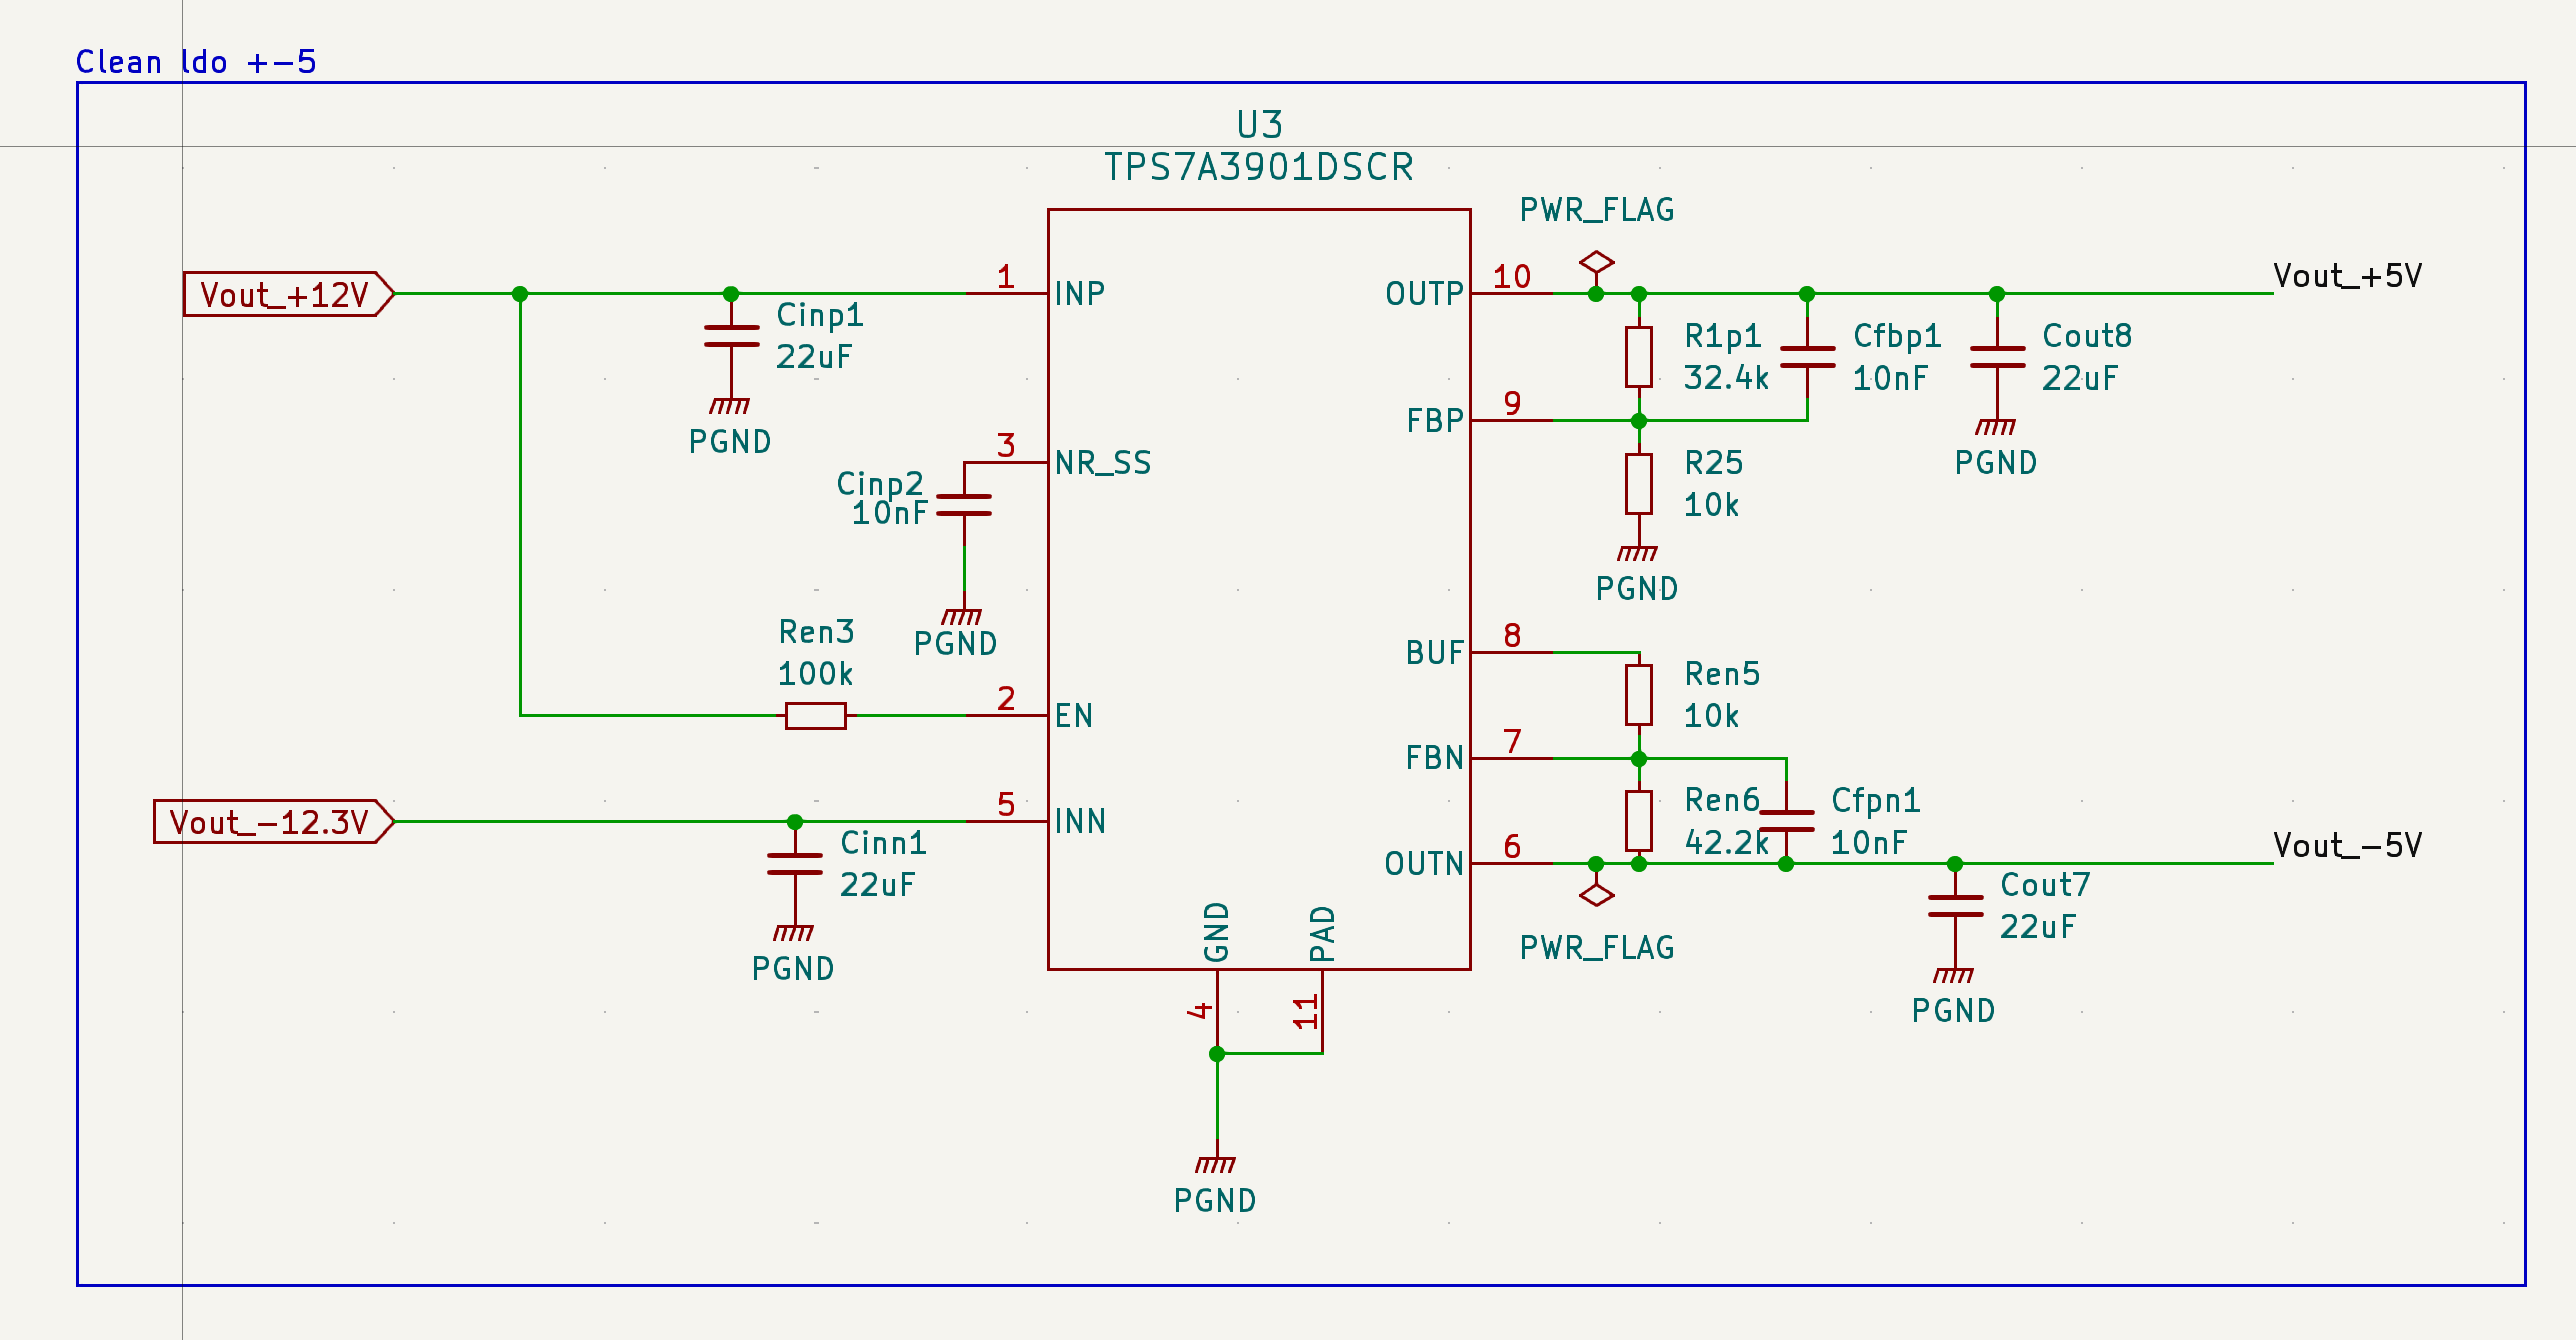 Clean ldo +-5
U3
TPS7A3901DSCR
PWR_FLAG
Vout_+12V
1
INP
OUTP
10
Vout_+5V
Cinp1
22uF
PGND
R1p1
32.4k
Cfbp1
10nF
Cout8
22uF
PGND
FBP
9
3
NR_SS
Cinp2
10nF
PGND
R25
10k
PGND
Ren3
100k
2
EN
BUF
8
Ren5
10k
FBN
7
Vout_-12.3V
5
INN
Cinn1
22uF
PGND
Ren6
42.2k
Cfpn1
10nF
OUTN
6
Vout_-5V
PWR_FLAG
Cout7
22uF
PGND
GND
PAD
4
11
PGND